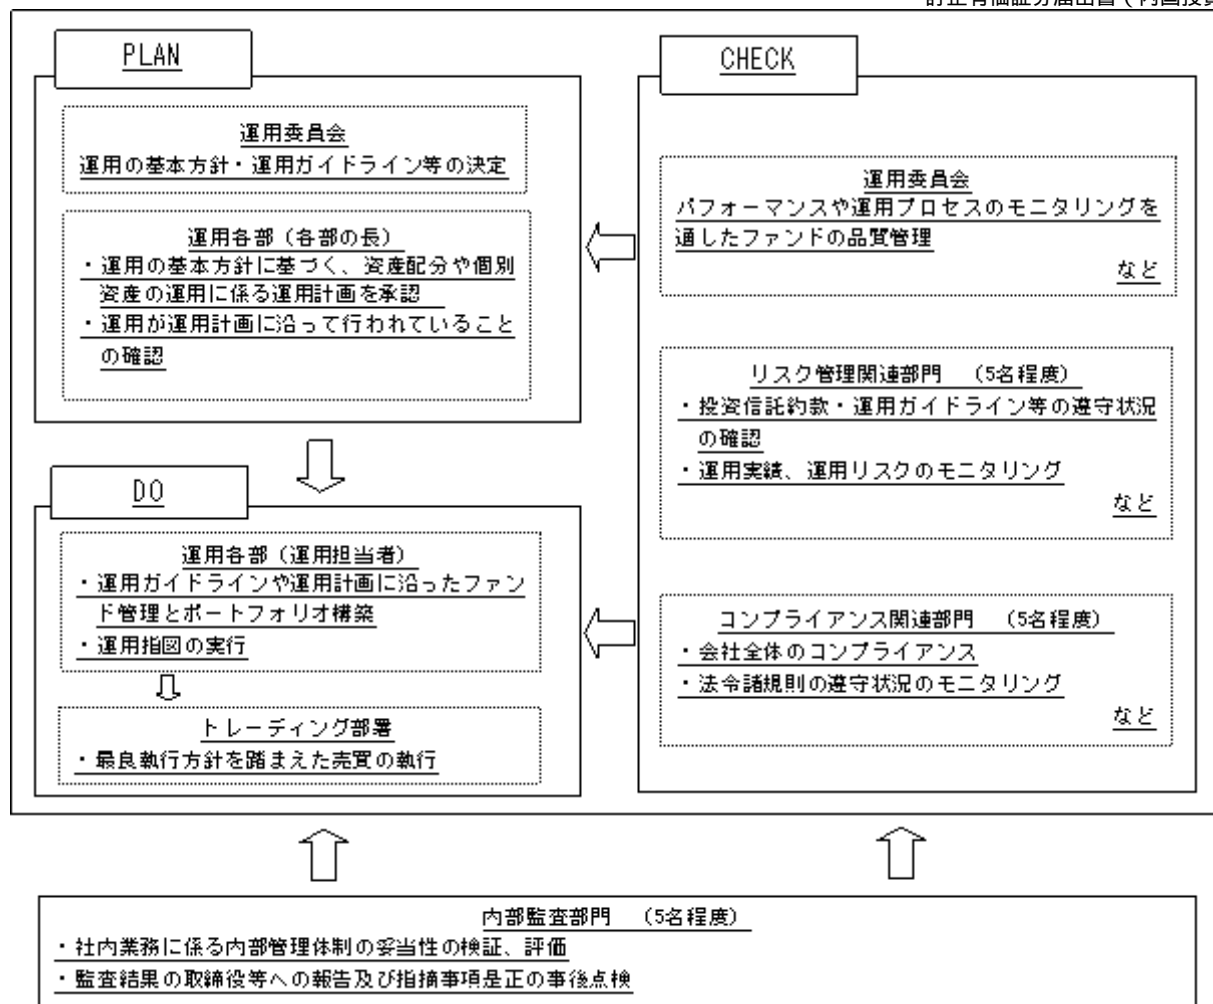 訂正有価証券届出書（内国投資
PLAN
運用委員会
運用の基本方針・運用ガイドライン等の決定
運用各部（各部の長）
・運用の基本方針に基づく、資産配分や個別
資産の運用に係る運用計画を承認
・運用が運用計画に沿って行われていること
の確認
DO
運用各部（運用担当者）
・運用ガイドラインや運用計画に沿ったファン
ド管理とポートフォリオ構築
・運用指図の実行
トレーディング部署
・最良執行方針を踏まえた売買の執行
CHECK
運用委員会
パフォーマンスや運用プロセスのモニタリングを
通したファンドの品質管理
など
リスク管理関連部門　（5名程度）
・投資信託約款・運用ガイドライン等の遵守状況
の確認
・運用実績、運用リスクのモニタリング
など
コンプライアンス関連部門　（5名程度）
・会社全体のコンプライアンス
・法令諸規則の遵守状況のモニタリング
など
内部監査部門　（5名程度）
・社内業務に係る内部管理体制の妥当性の検証、評価
・監査結果の取締役等への報告及び指摘事項是正の事後点検